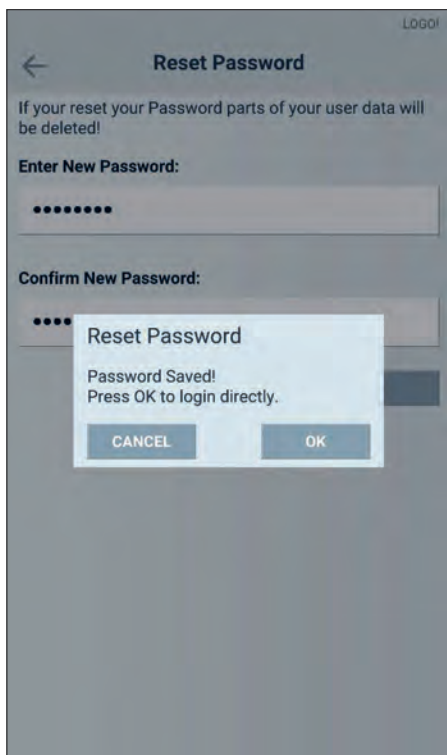 LOGO!
Reset Password
If your reset your Password parts of your user data will
be deleted!
Enter New Password:
••••••••
Confirm New Password:
••••
Reset Password
Password Saved!
Press OK to login directly.
CANCEL
OK